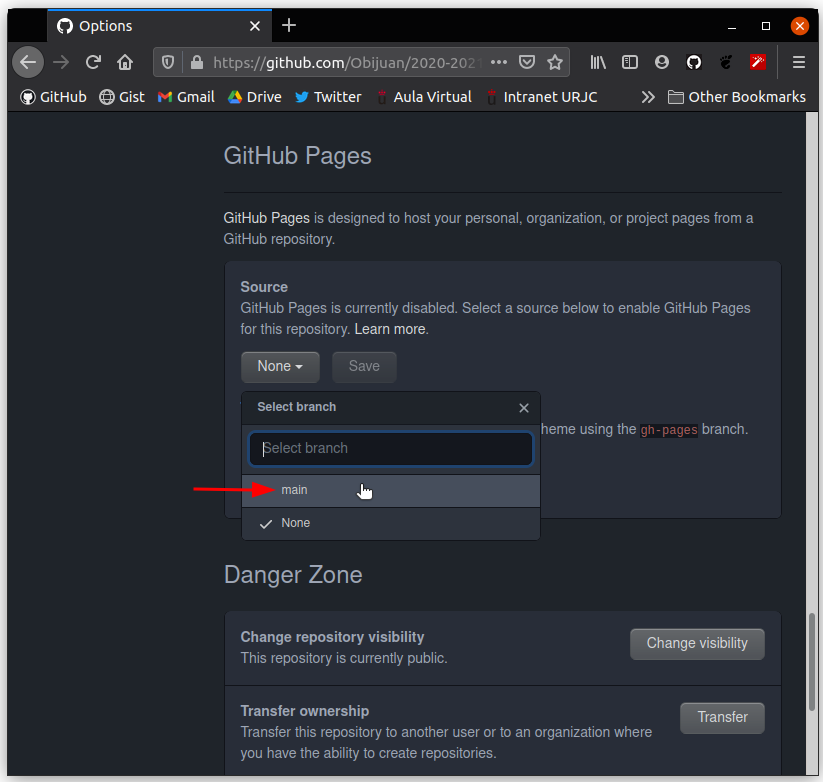 Options
https://github.com/Obijuan/2020-2021
GitHub
Gist
Gmail
Drive
Twitter
Aula Virtual
Intranet URJC
Other Bookmarks
GitHub Pages
GitHub Pages is designed to host your personal, organization, or project pages from a
GitHub repository.
Source
GitHub Pages is currently disabled. Select a source below to enable GitHub Pages
for this repository. Learn more.
None
Save
Select branch
heme using the gh-pages branch.
Select branch
main
None
Danger Zone
Change repository visibility
This repository is currently public.
Change visibility
Transfer ownership
Transfer this repository to another user or to an organization where
you have the ability to create repositories.
Transfer